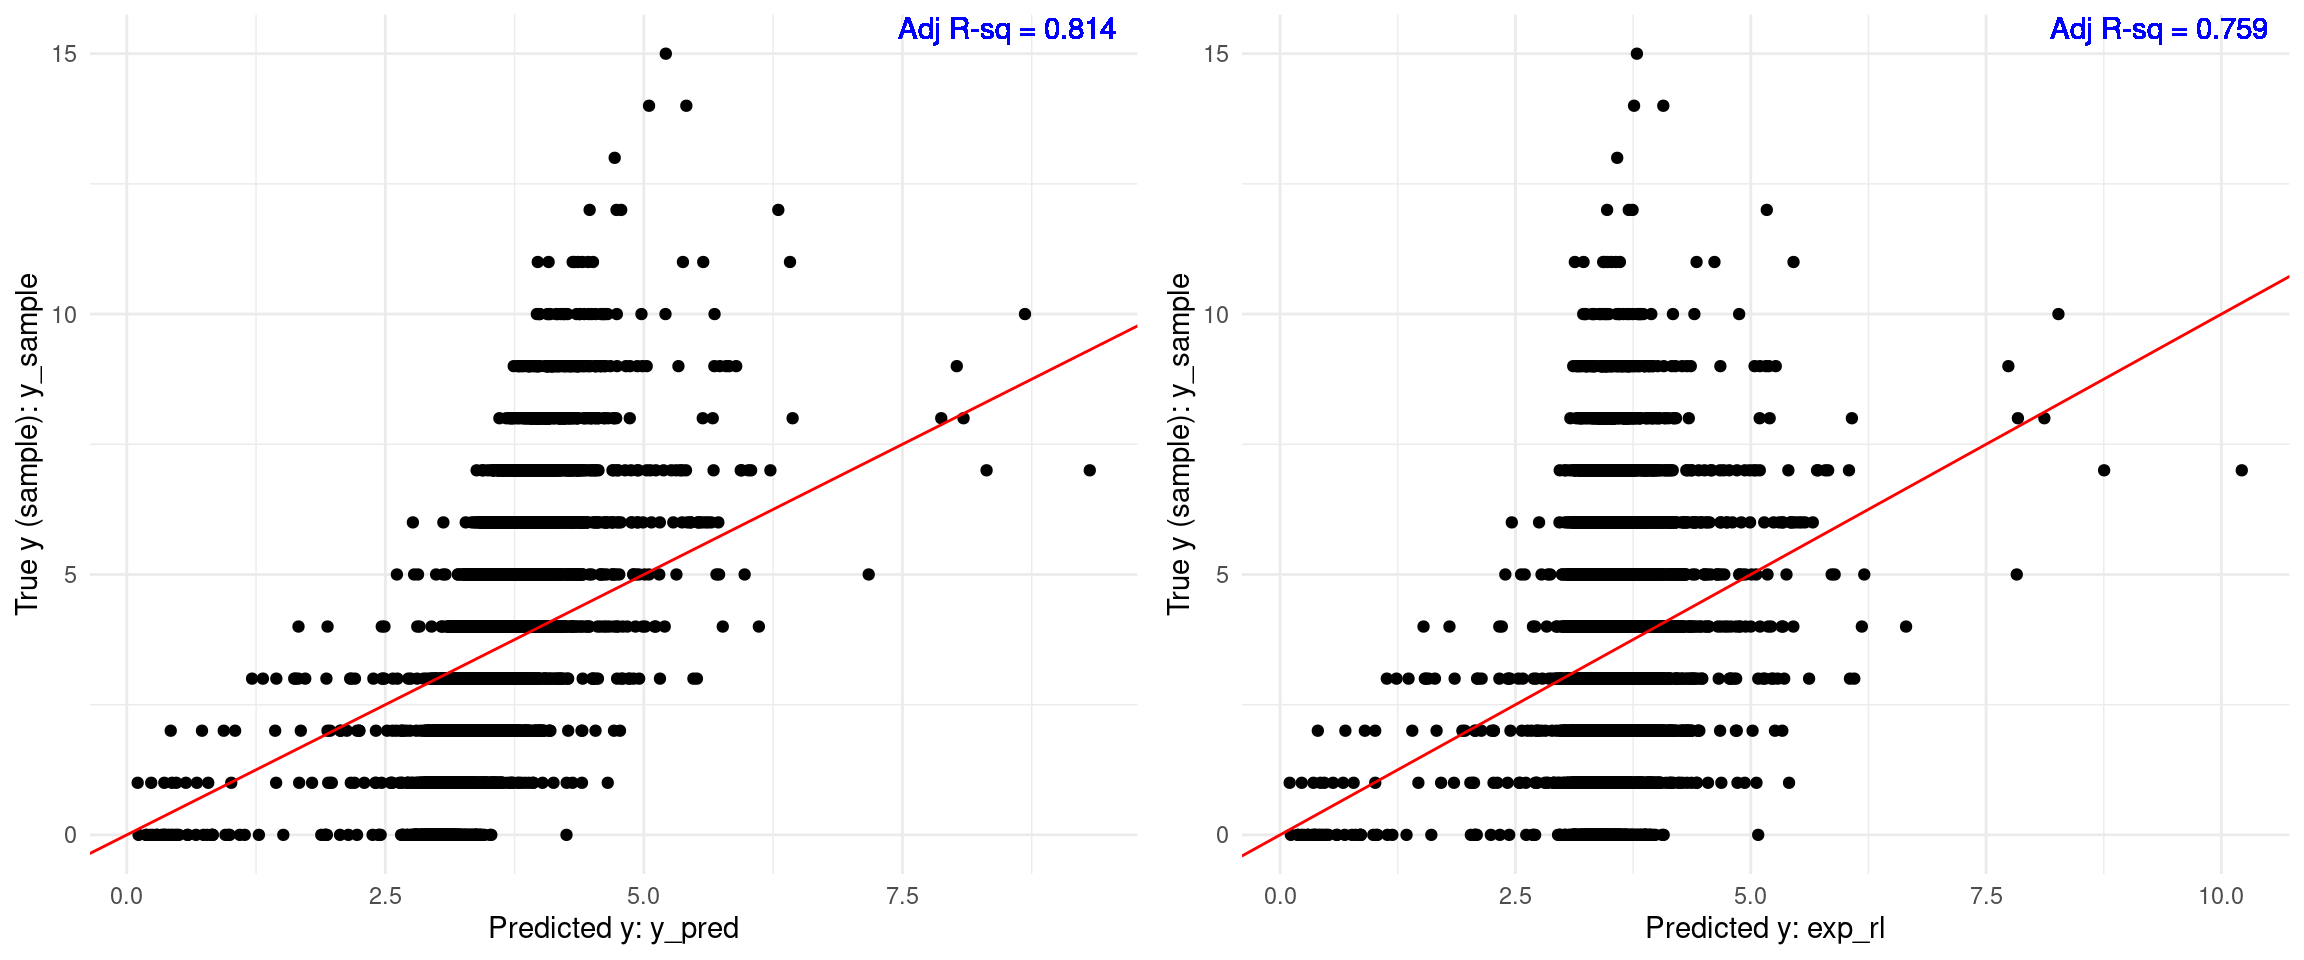 Adj R-sq = 0.814
15
10
5
0
True y (sample): y_sample
0.0 2.5 5.0 7.5
Predicted y: y_pred
Adj R-sq = 0.759
15
10
5
0
True y (sample): y_sample
0.0 2.5 5.0 7.5 10.0
Predicted y: exp_rl